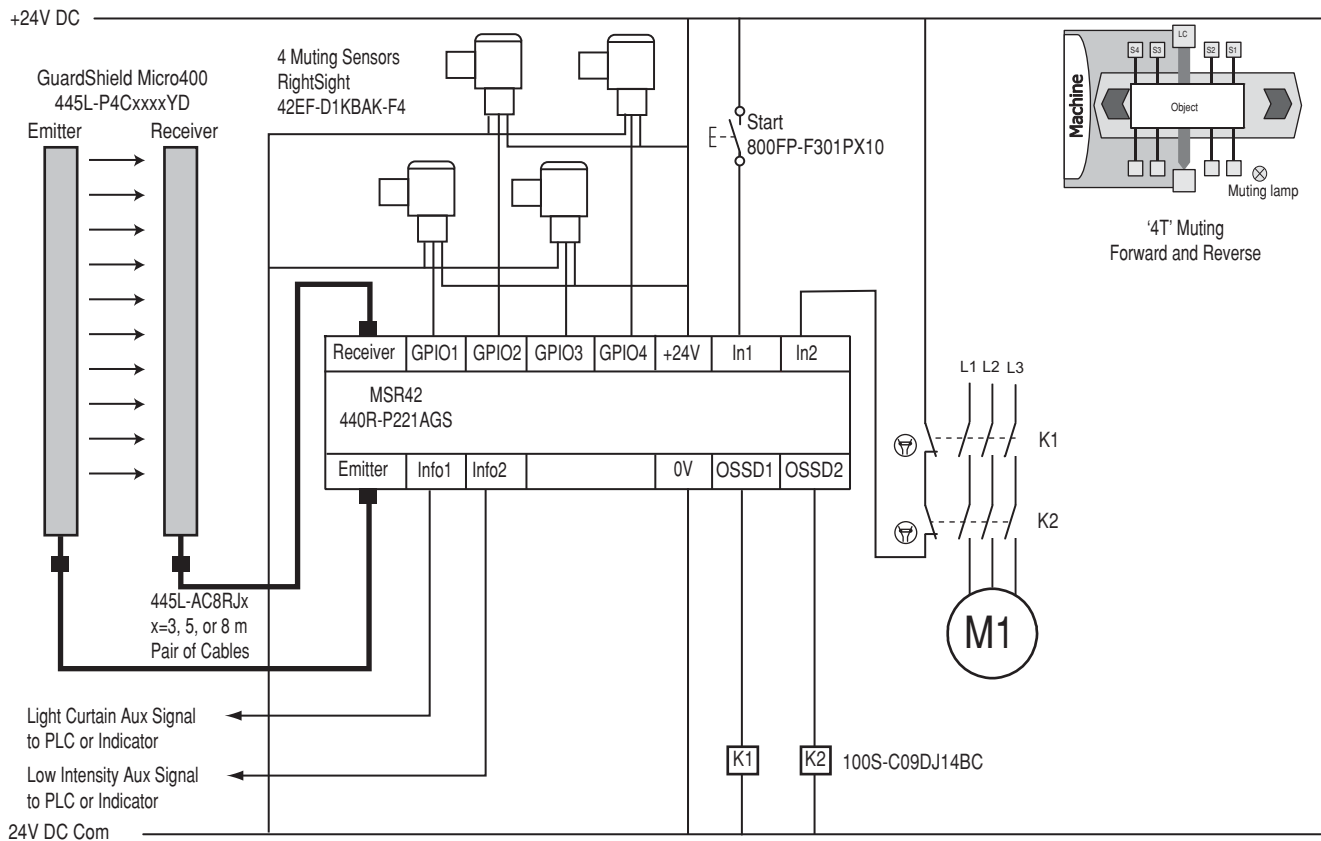 +24V DC
4 Muting Sensors
RightSight
42EF-D1KBAK-F4
GuardShield Micro400
445L-P4CxxxxYD
Emitter
Receiver
Start
800FP-F301PX10
Machine
S4
S3
LC
S2
S1
Object
Muting lamp
'4T' Muting
Forward and Reverse
Receiver
GPIO1
GPIO2
GPIO3
GPIO4
+24V
In1
In2
MSR42
440R-P221AGS
Emitter
Info1
Info2
0V
OSSD1
OSSD2
L1
L2
L3
K1
K2
M1
445L-AC8RJx
x=3, 5, or 8 m
Pair of Cables
Light Curtain Aux Signal
to PLC or Indicator
Low Intensity Aux Signal
to PLC or Indicator
K1
K2
100S-C09DJ14BC
24V DC Com